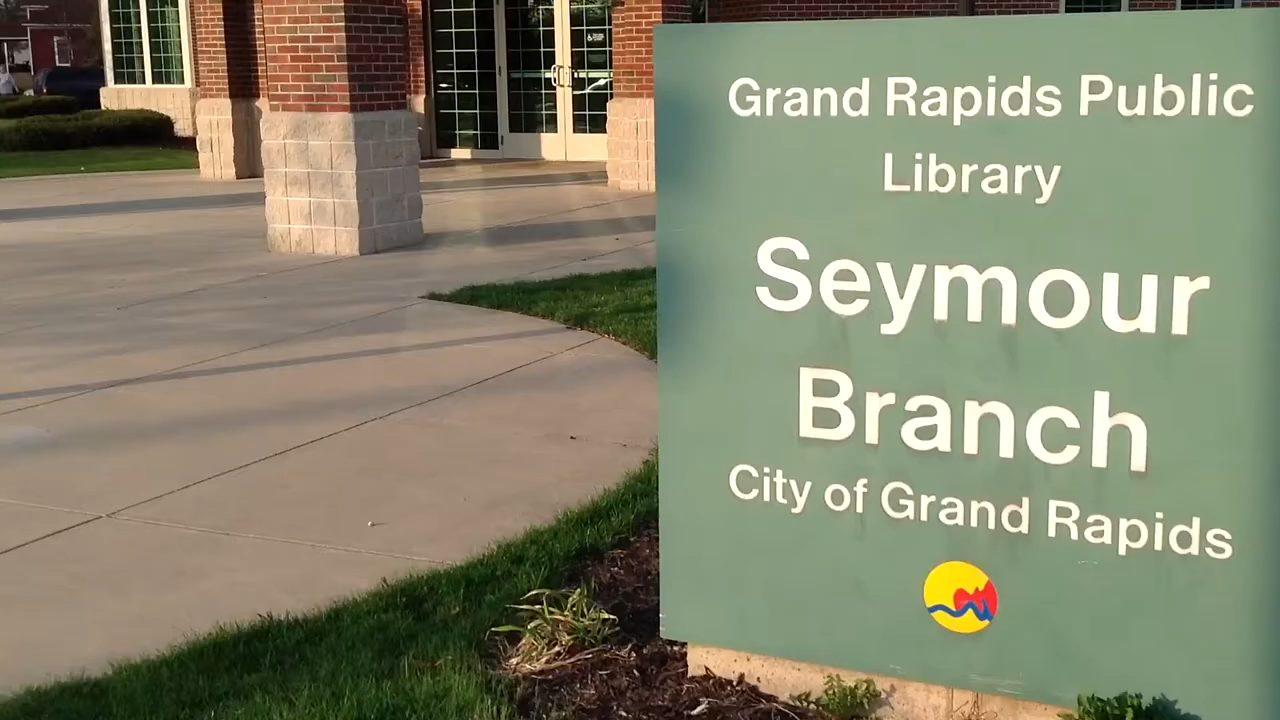 Grand Rapids Public
Library
Seymour
Branch
City of Grand Rapids